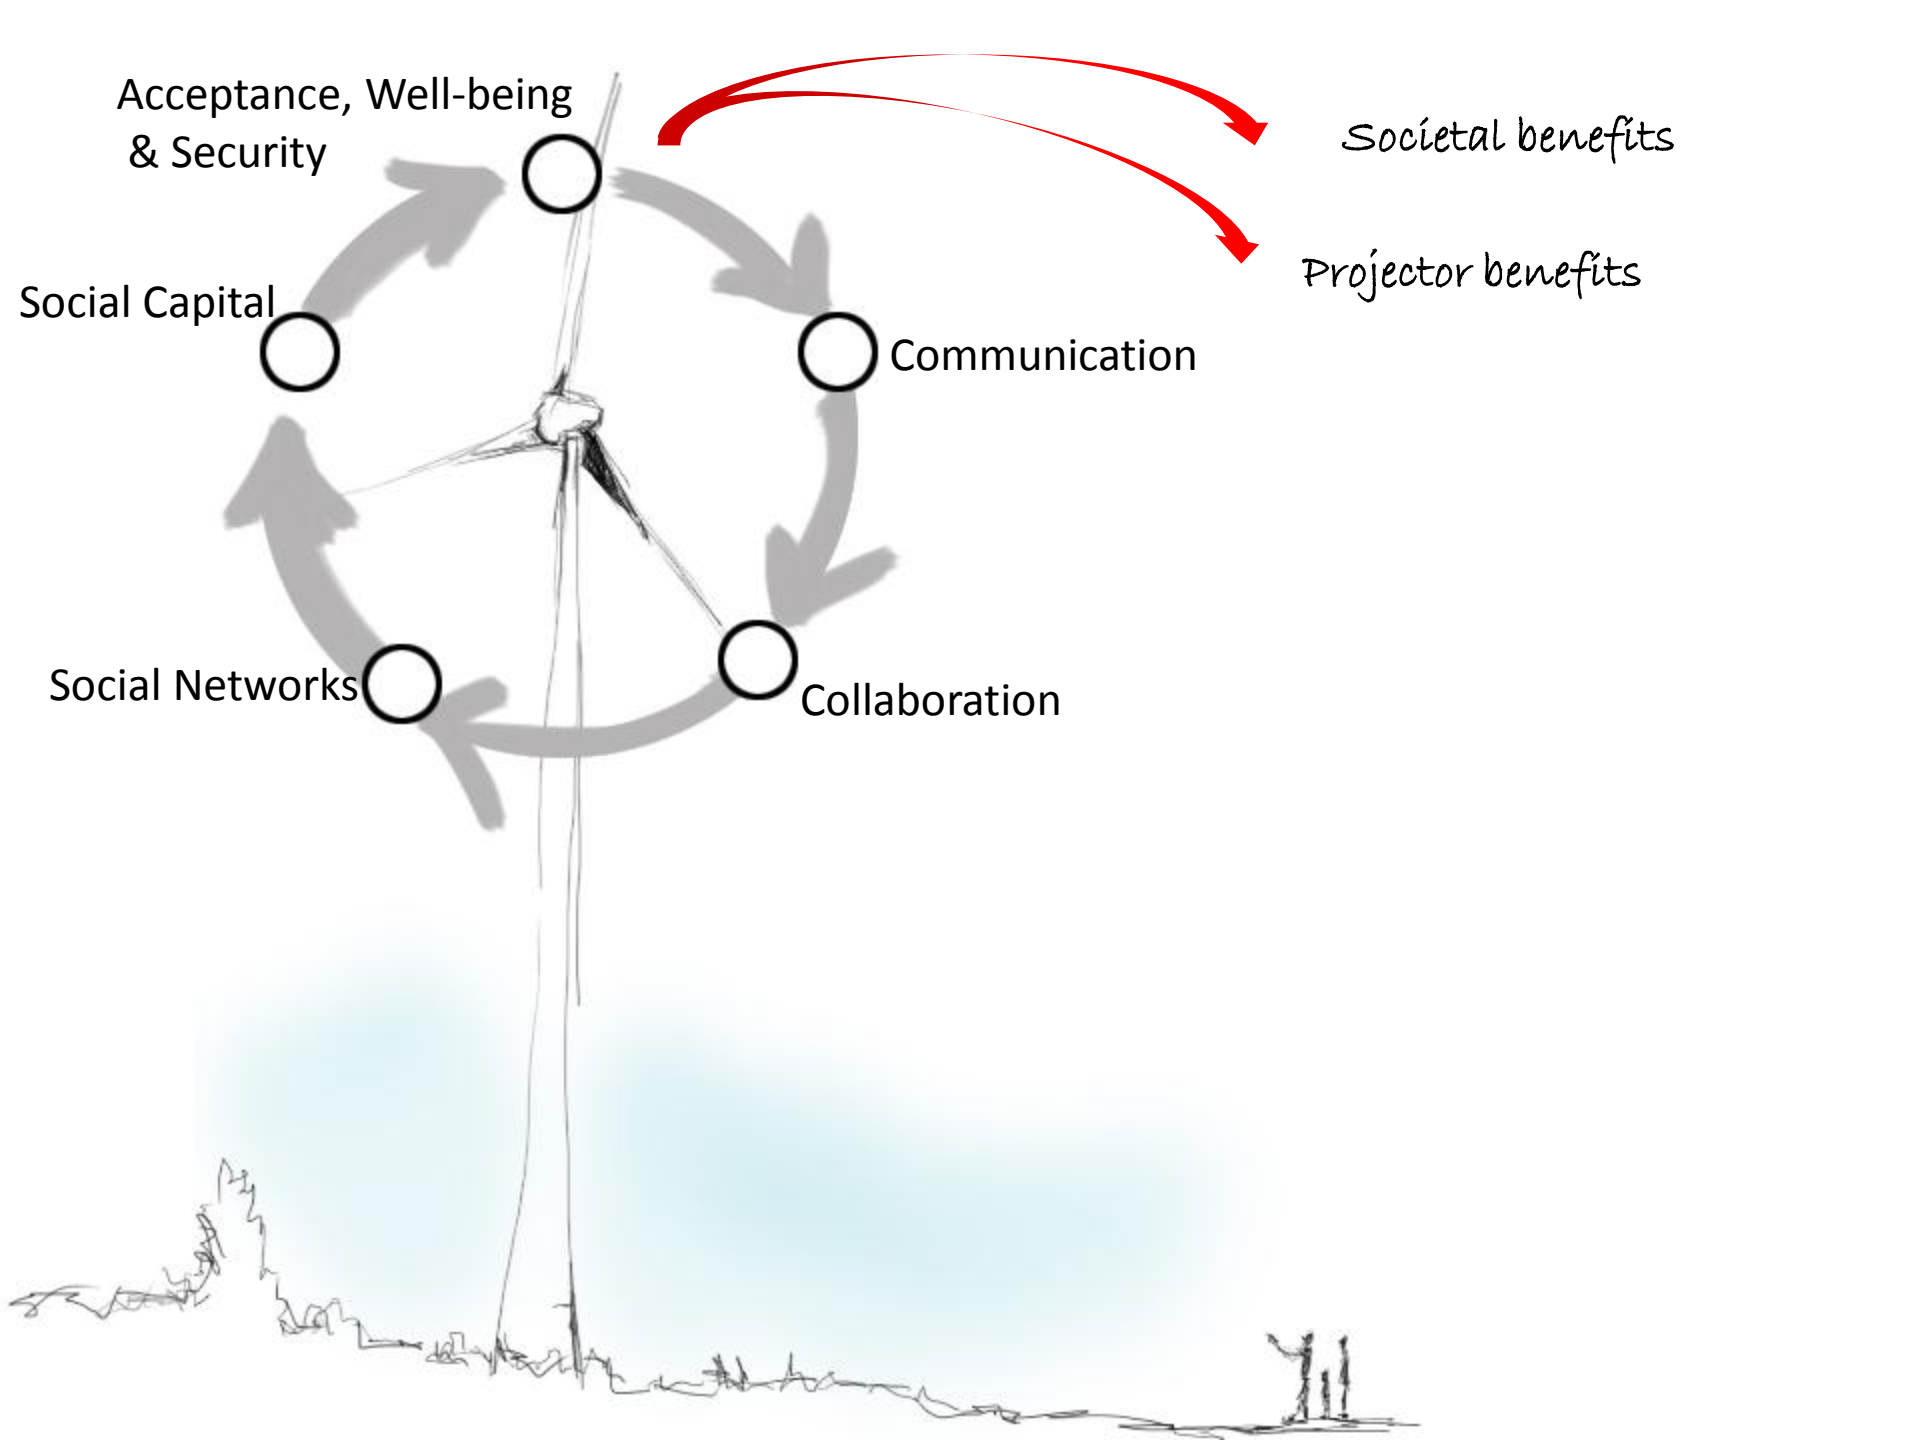 Acceptance, Well-being
& Security
Societal benefits
Projector benefits
Social Capital
Communication
Social Networks
Collaboration